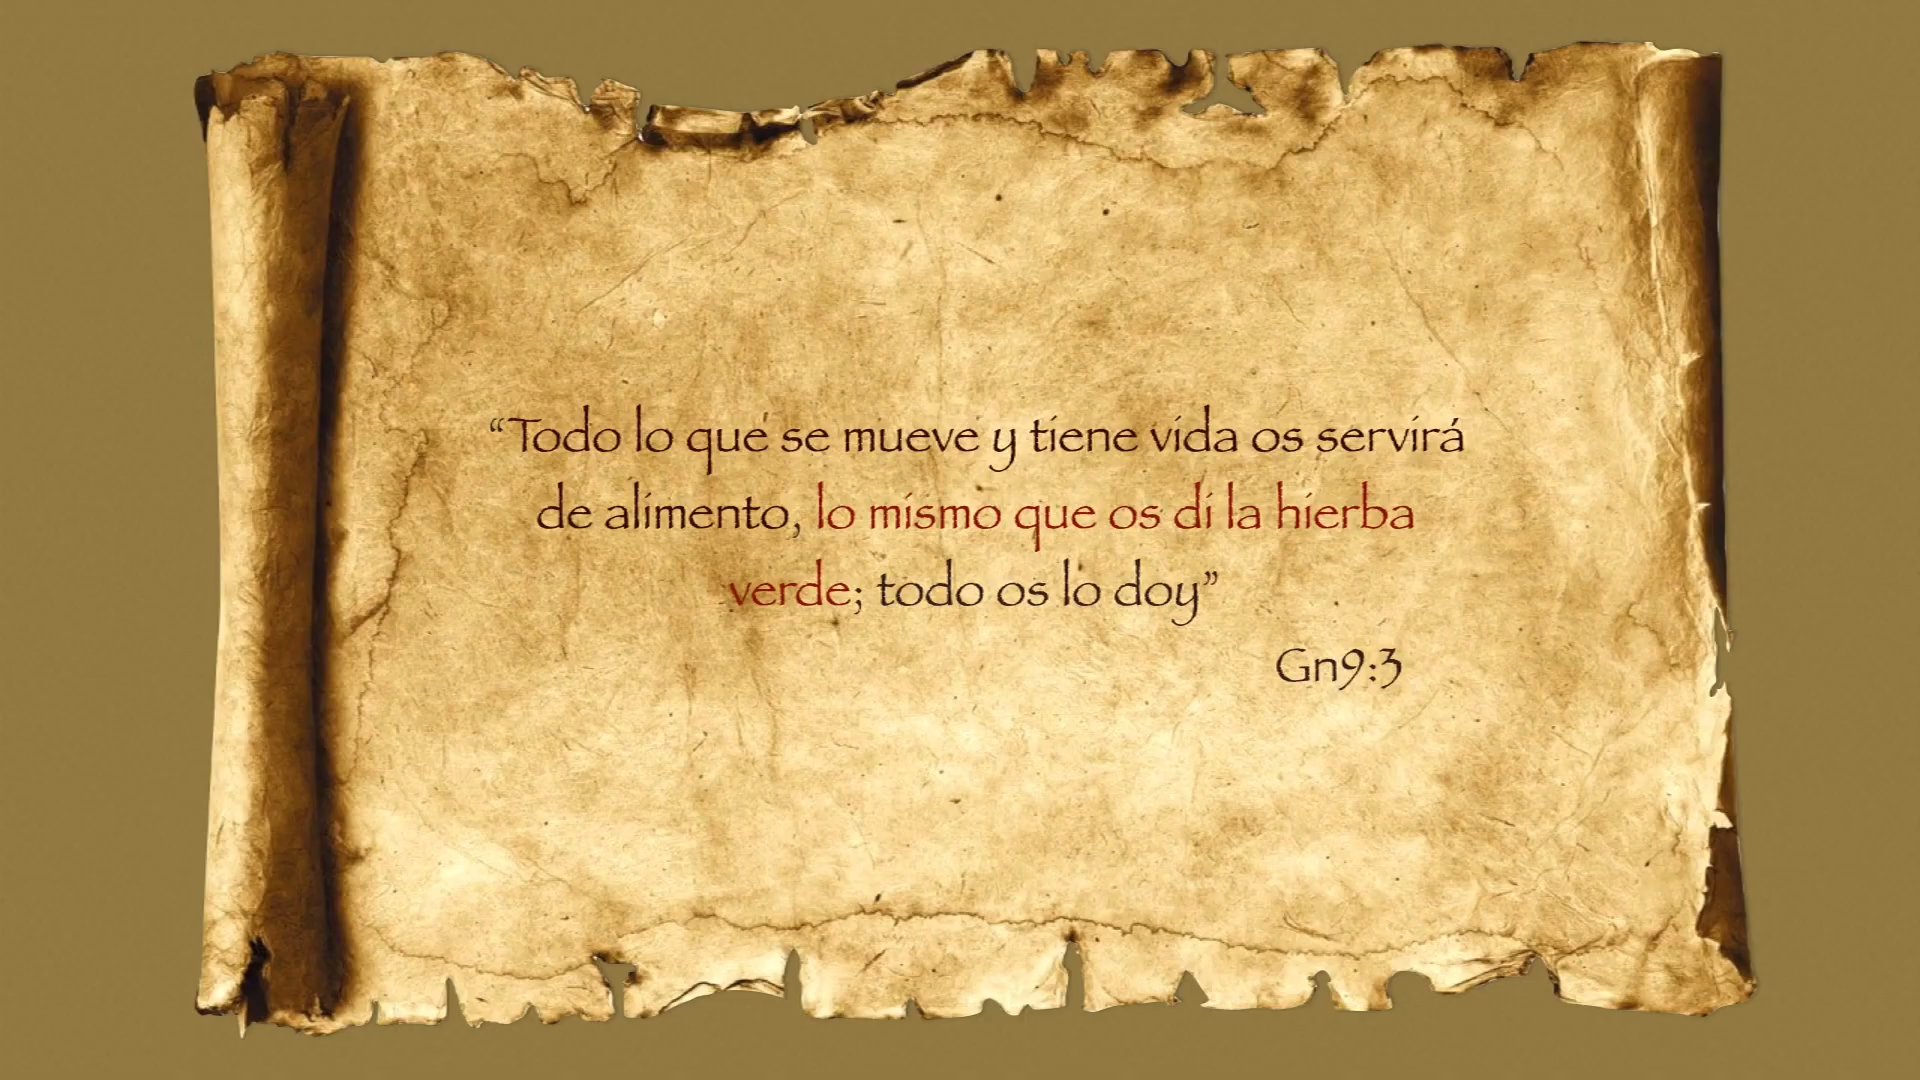 “Todo lo que se mueve y tiene vida os servirá
de alimento, lo mismo que os di la hierba
verde; todo os lo doy”
Gn9:3